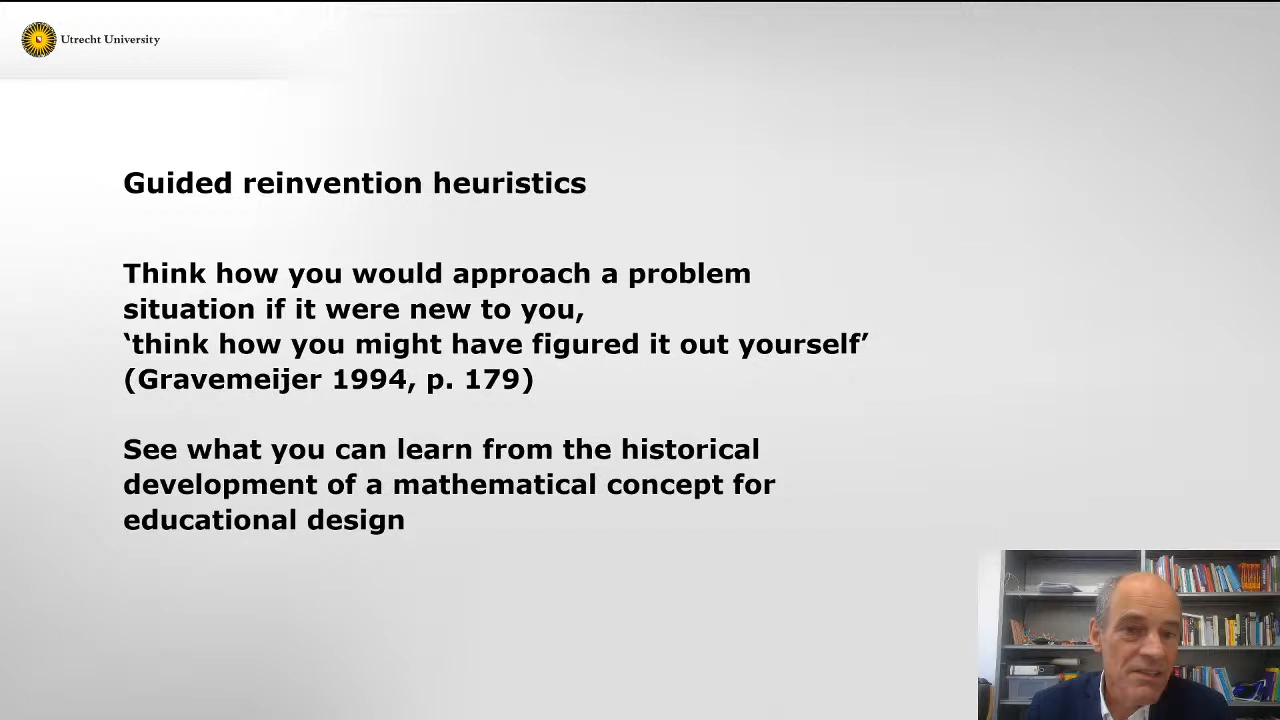 Utrecht University
Guided reinvention heuristics
Think how you would approach a problem
situation if it were new to you,
‘think how you might have figured it out yourself’
(Gravemeijer 1994, p. 179)
See what you can learn from the historical
development of a mathematical concept for
educational design